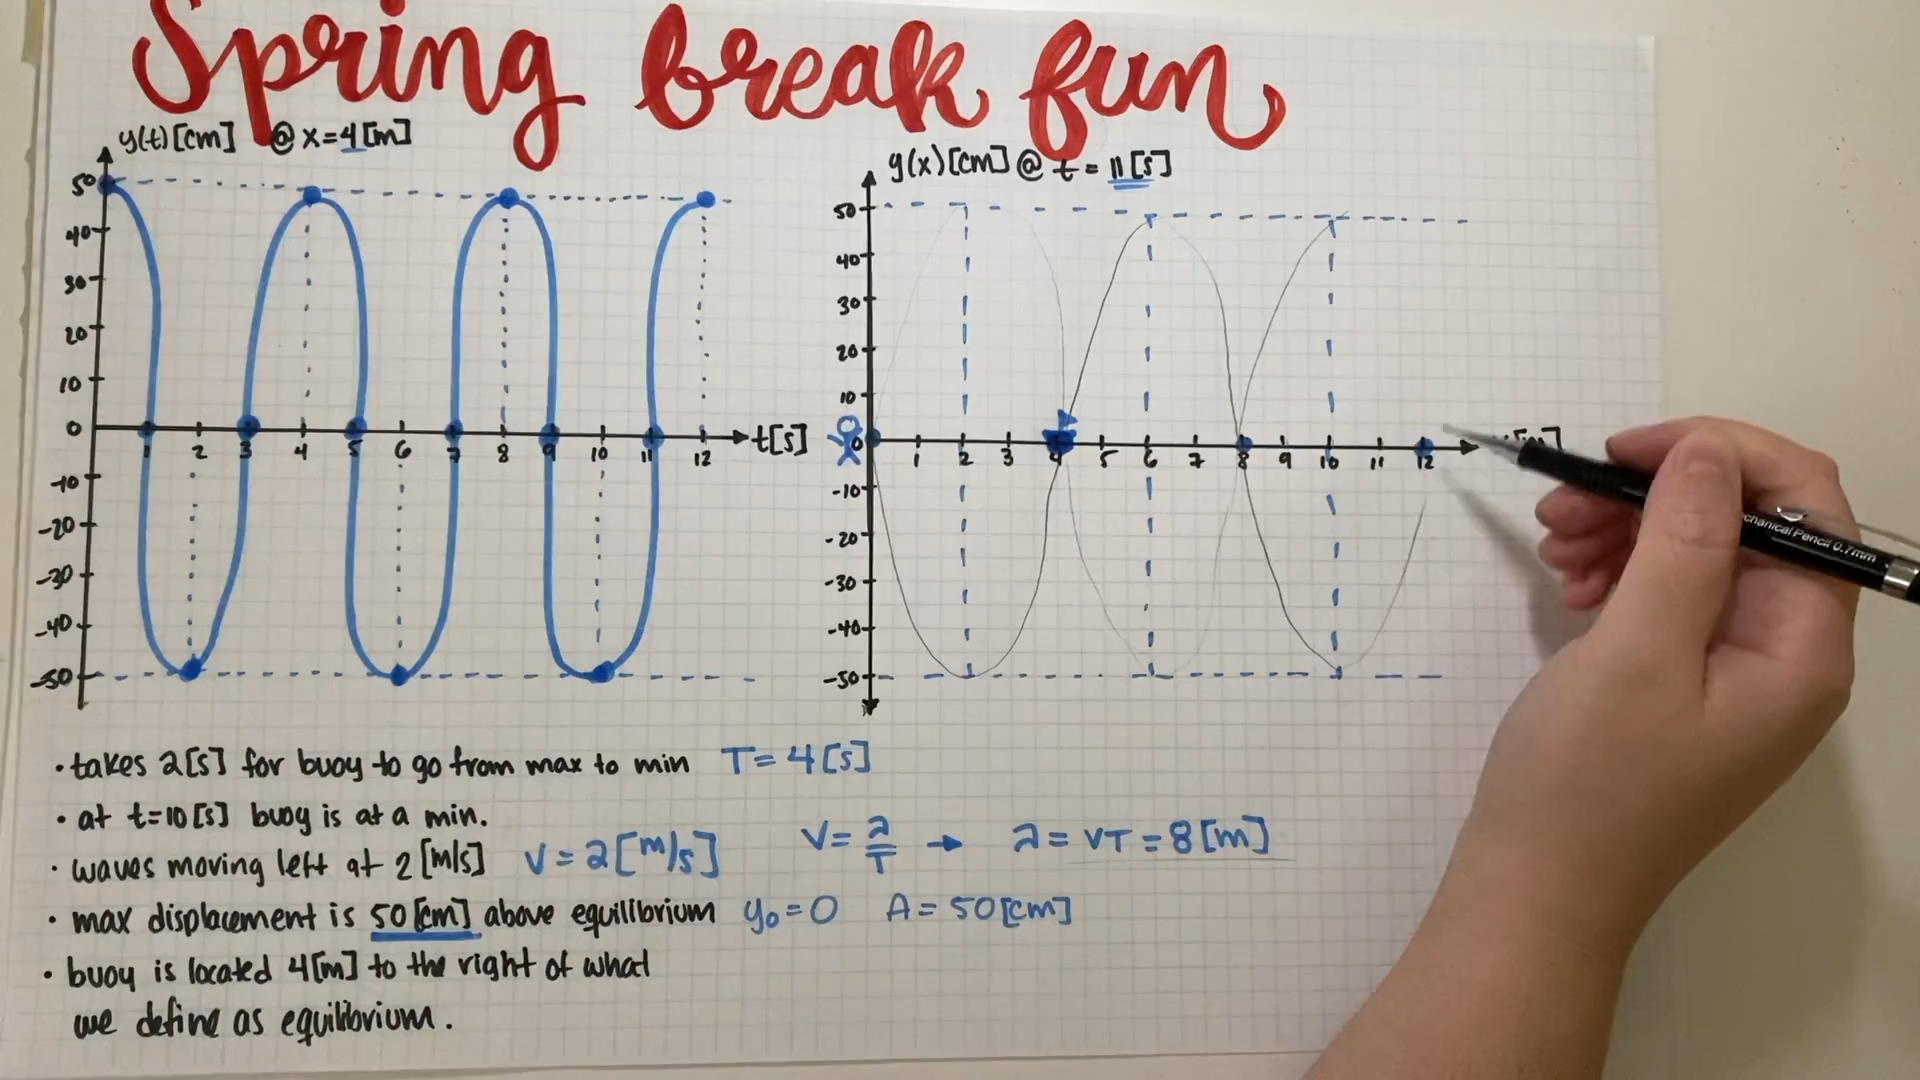 Spring break fun
y(t)[cm] @ x=4[m]
50
40
30
20
10
0
-10
-20
-30
-40
-50
1 2 3 4 5 6 7 8 9 10 11 12
t[s]
y(x)[cm] @ t = 11[s]
50
40
30
20
10
0
-10
-20
-30
-40
-50
1 2 3 4 5 6 7 8 9 10 11 12
• takes 2[s] for buoy to go from max to min T = 4[s]
• at t=10[s] buoy is at a min.
• waves moving left at 2[m/s] V = 2[m/s] V = λ/T → λ = VT = 8[m]
• max displacement is 50[cm] above equilibrium y₀ = 0 A = 50[cm]
• buoy is located 4[m] to the right of what
we define as equilibrium.
Mechanical Pencil 0.7mm